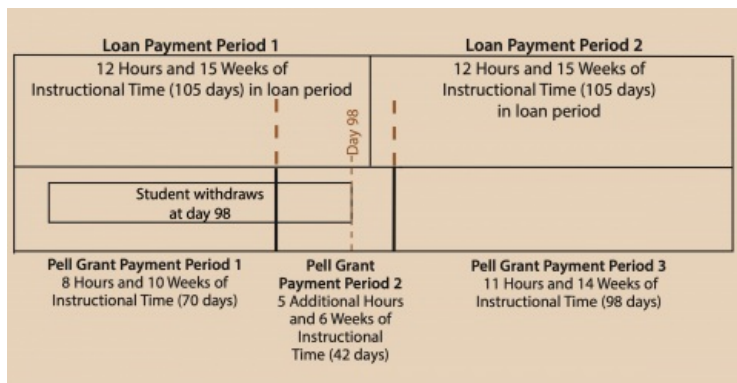 Loan Payment Period 1
12 Hours and 15 Weeks of
Instructional Time (105 days) in loan period
Loan Payment Period 2
12 Hours and 15 Weeks of
Instructional Time (105 days)
in loan period
Day 98
Student withdraws
at day 98
Pell Grant Payment Period 1
8 Hours and 10 Weeks of
Instructional Time (70 days)
Pell Grant
Payment Period 2
5 Additional Hours
and 6 Weeks of
Instructional
Time (42 days)
Pell Grant Payment Period 3
11 Hours and 14 Weeks of
Instructional Time (98 days)